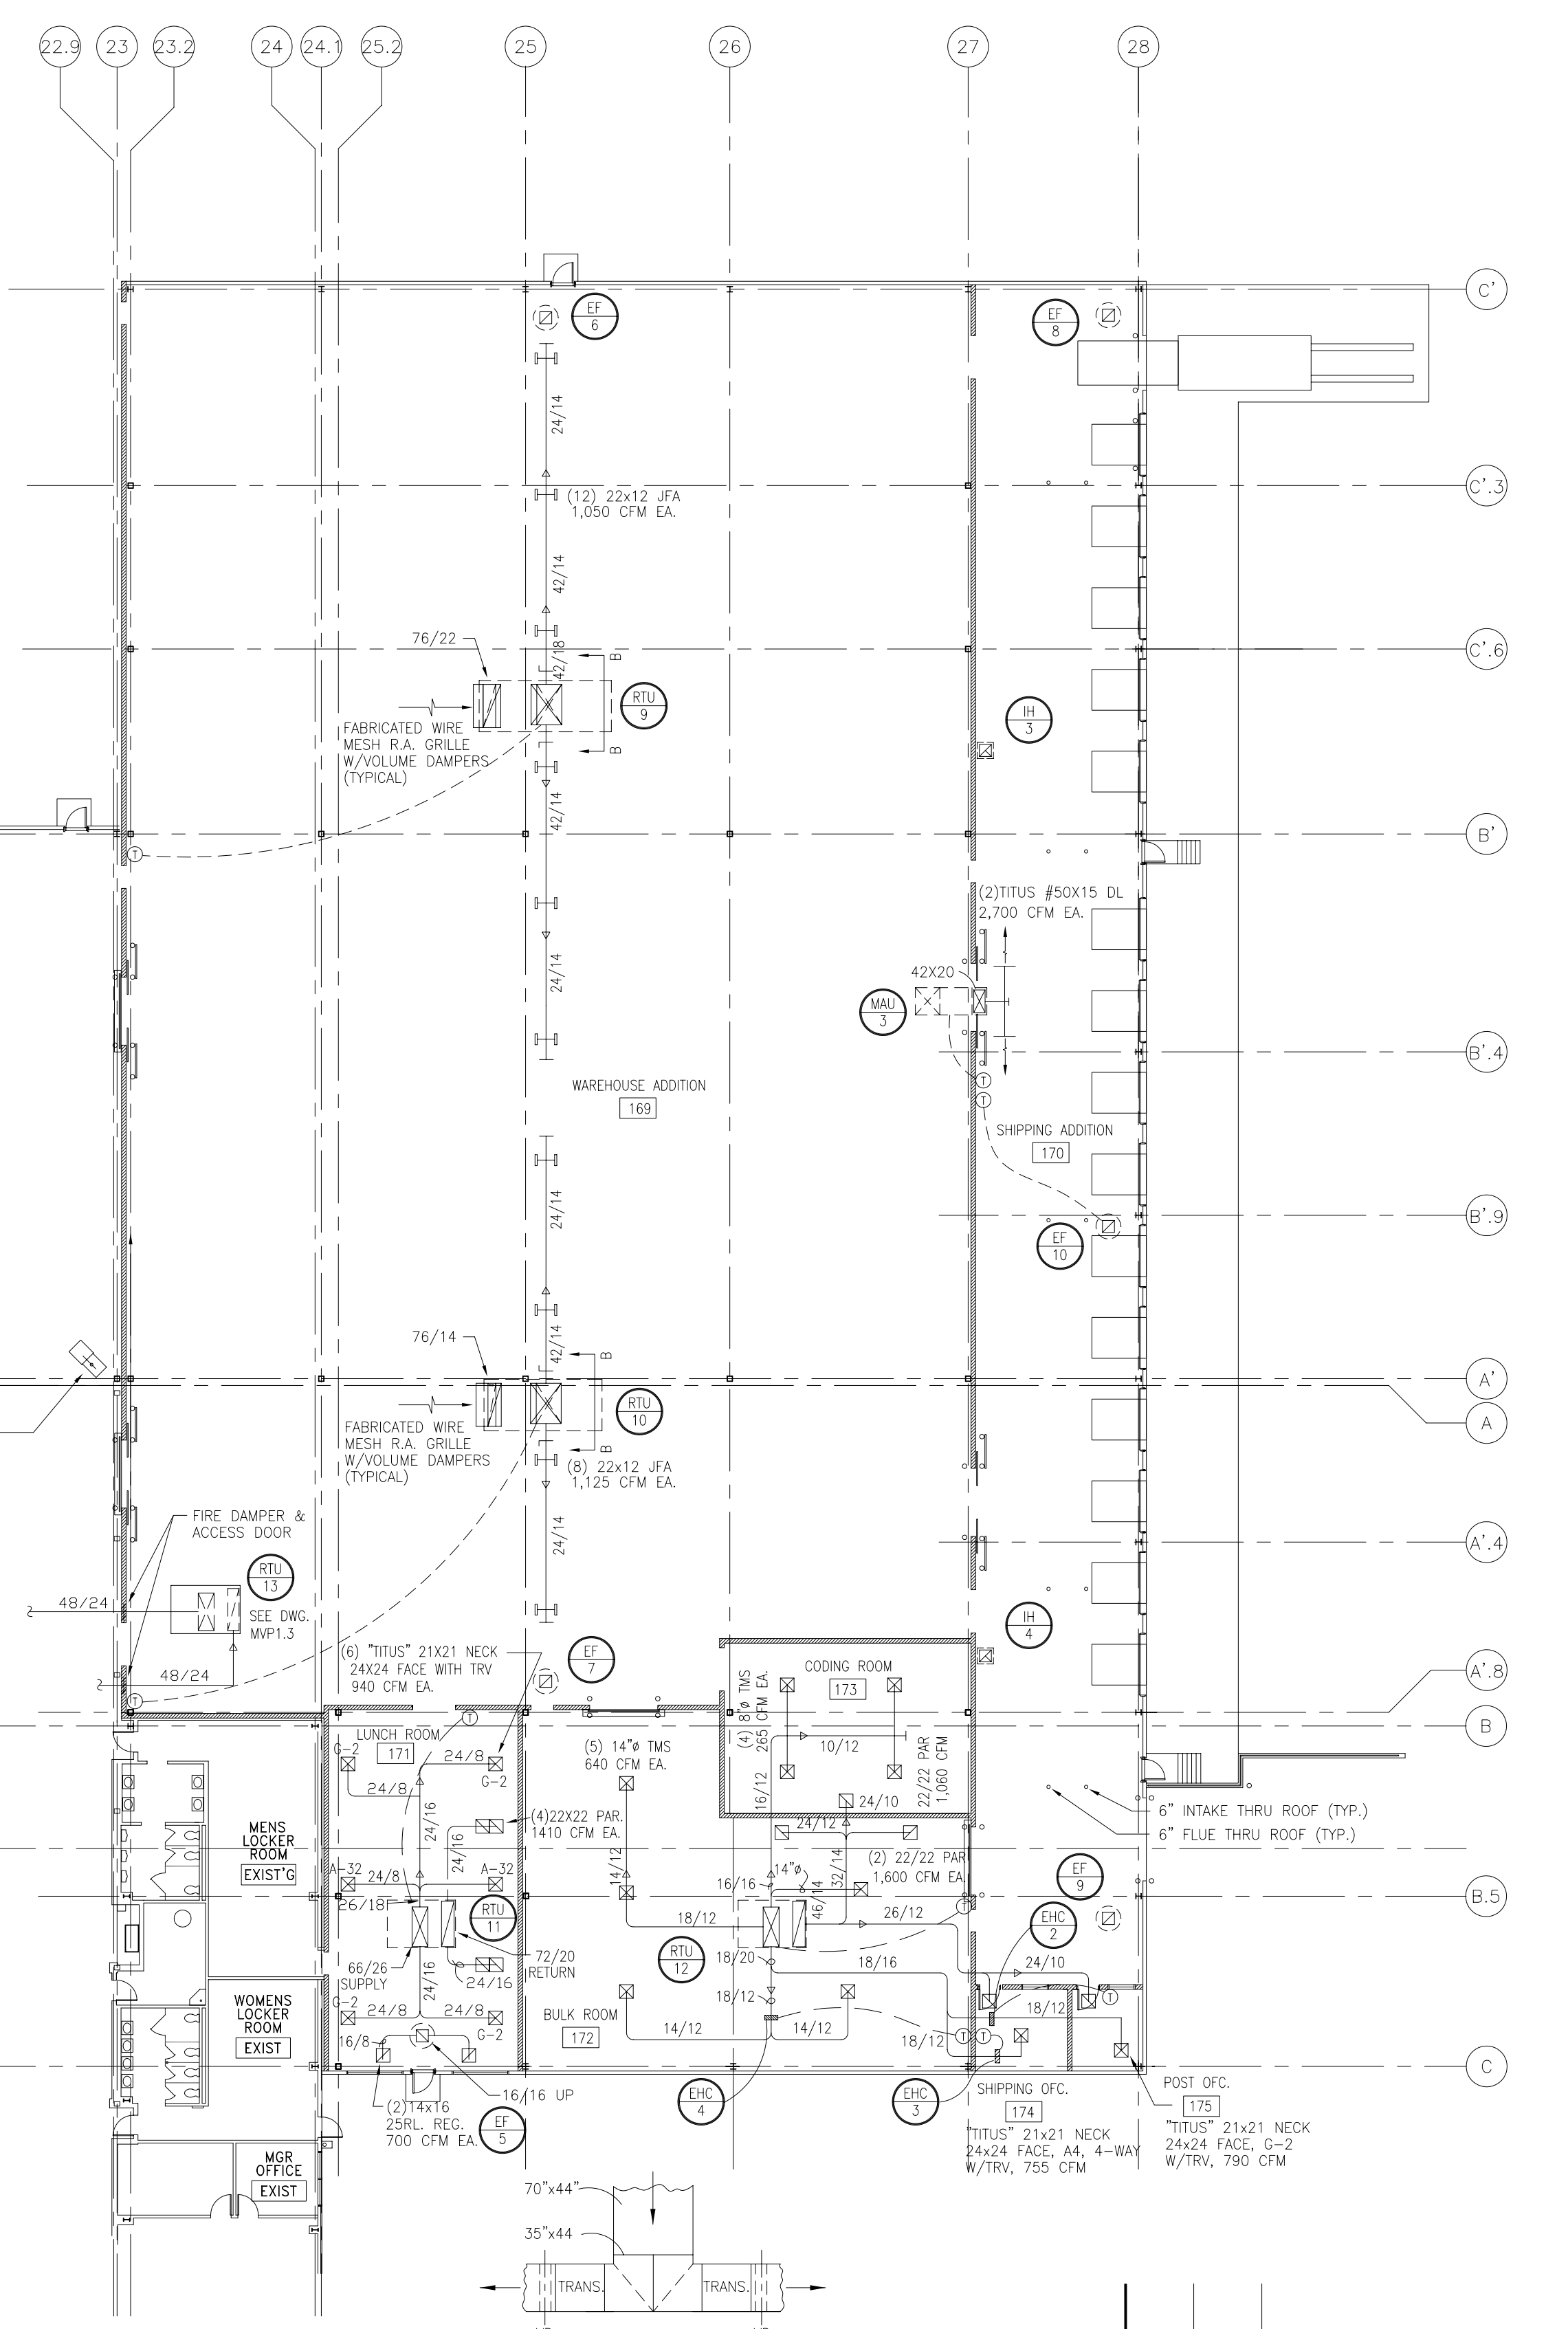 22.9
23
23.2
24
24.1
25.2
25
26
27
28
C'
EF
6
EF
8
24/14
(12) 22x12 JFA
1,050 CFM EA.
C'.3
42/14
76/22
42/18
B
C'.6
RTU
9
IH
3
FABRICATED WIRE
MESH R.A. GRILLE
W/VOLUME DAMPERS
(TYPICAL)
B
42/14
B'
(2)TITUS #50X15 DL
2,700 CFM EA.
24/14
42X20
MAU
3
B'.4
T
T
T
WAREHOUSE ADDITION
169
SHIPPING ADDITION
170
24/14
B'.9
EF
10
76/14
42/14
B
A'
RTU
10
A
FABRICATED WIRE
MESH R.A. GRILLE
W/VOLUME DAMPERS
(TYPICAL)
B
(8) 22x12 JFA
1,125 CFM EA.
FIRE DAMPER &
ACCESS DOOR
24/14
A'.4
RTU
13
48/24
SEE DWG.
MVP1.3
IH
4
48/24
(6) "TITUS" 21X21 NECK
24X24 FACE WITH TRV
940 CFM EA.
EF
7
CODING ROOM
173
A'.8
T
T
(4) 8"ø TMS
265 CFM EA.
B
LUNCH ROOM
171
G-2
24/8
G-2
(5) 14"ø TMS
640 CFM EA.
10/12
22/22 PAR
1,060 CFM
24/8
16/12
24/10
6" INTAKE THRU ROOF (TYP.)
6" FLUE THRU ROOF (TYP.)
24/16
(4)22X22 PAR.
1410 CFM EA.
24/12
MENS
LOCKER
ROOM
EXIST'G
24/16
14/12
32/14
(2) 22/22 PAR
1,600 CFM EA.
A-32
24/8
A-32
14"ø
16/16
EF
9
26/18
46/14
T
B.5
RTU
11
18/12
26/12
EHC
2
66/26
SUPPLY
72/20
RETURN
RTU
12
18/20
18/16
24/10
24/16
24/16
WOMENS
LOCKER
ROOM
EXIST
G-2
24/8
24/8
G-2
18/12
T
18/12
BULK ROOM
172
16/8
14/12
14/12
18/12
T
T
C
16/16 UP
(2)14x16
25RL. REG.
700 CFM EA.
EF
5
EHC
4
EHC
3
SHIPPING OFC.
174
POST OFC.
175
"TITUS" 21x21 NECK
24x24 FACE, A4, 4-WAY
W/TRV, 755 CFM
"TITUS" 21x21 NECK
24x24 FACE, G-2
W/TRV, 790 CFM
MGR
OFFICE
EXIST
70"x44"
35"x44
TRANS.
TRANS.